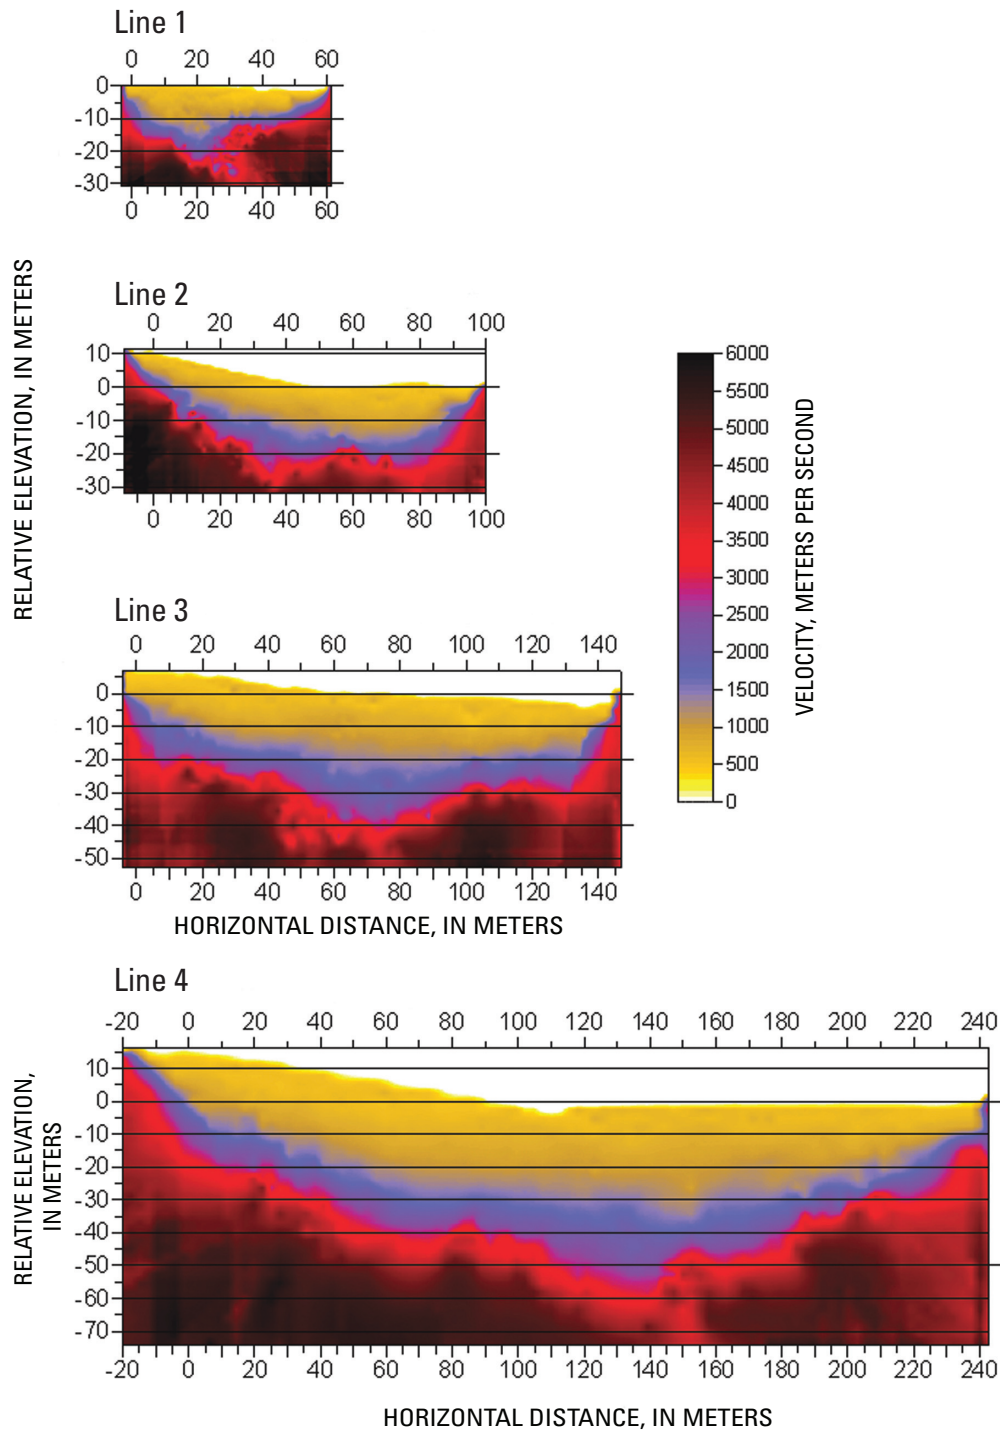 Line 1
0 20 40 60
0
-10
-20
-30
0 20 40 60
RELATIVE ELEVATION, IN METERS
Line 2
0 20 40 60 80 100
10
0
-10
-20
-30
0 20 40 60 80 100
6000
5500
5000
4500
4000
3500
3000
2500
2000
1500
1000
500
0
VELOCITY, METERS PER SECOND
Line 3
0 20 40 60 80 100 120 140
0
-10
-20
-30
-40
-50
0 20 40 60 80 100 120 140
HORIZONTAL DISTANCE, IN METERS
Line 4
-20 0 20 40 60 80 100 120 140 160 180 200 220 240
RELATIVE ELEVATION,
IN METERS
10
0
-10
-20
-30
-40
-50
-60
-70
-20 0 20 40 60 80 100 120 140 160 180 200 220 240
HORIZONTAL DISTANCE, IN METERS